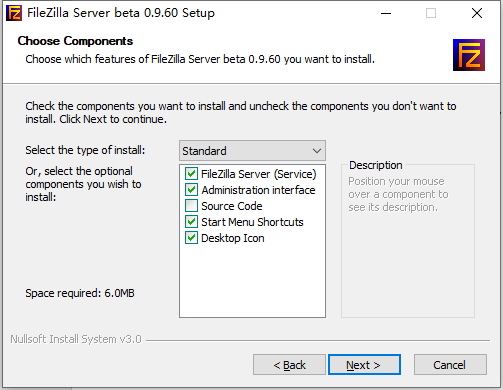 FileZilla Server beta 0.9.60 Setup
Choose Components
Choose which features of FileZilla Server beta 0.9.60 you want to install.
Check the components you want to install and uncheck the components you don't want to
install. Click Next to continue.
Select the type of install:
Standard
Or, select the optional
components you wish to
install:
FileZilla Server (Service)
Administration interface
Source Code
Start Menu Shortcuts
Desktop Icon
Description
Position your mouse
over a component to
see its description.
Space required: 6.0MB
Nullsoft Install System v3.0
< Back
Next >
Cancel